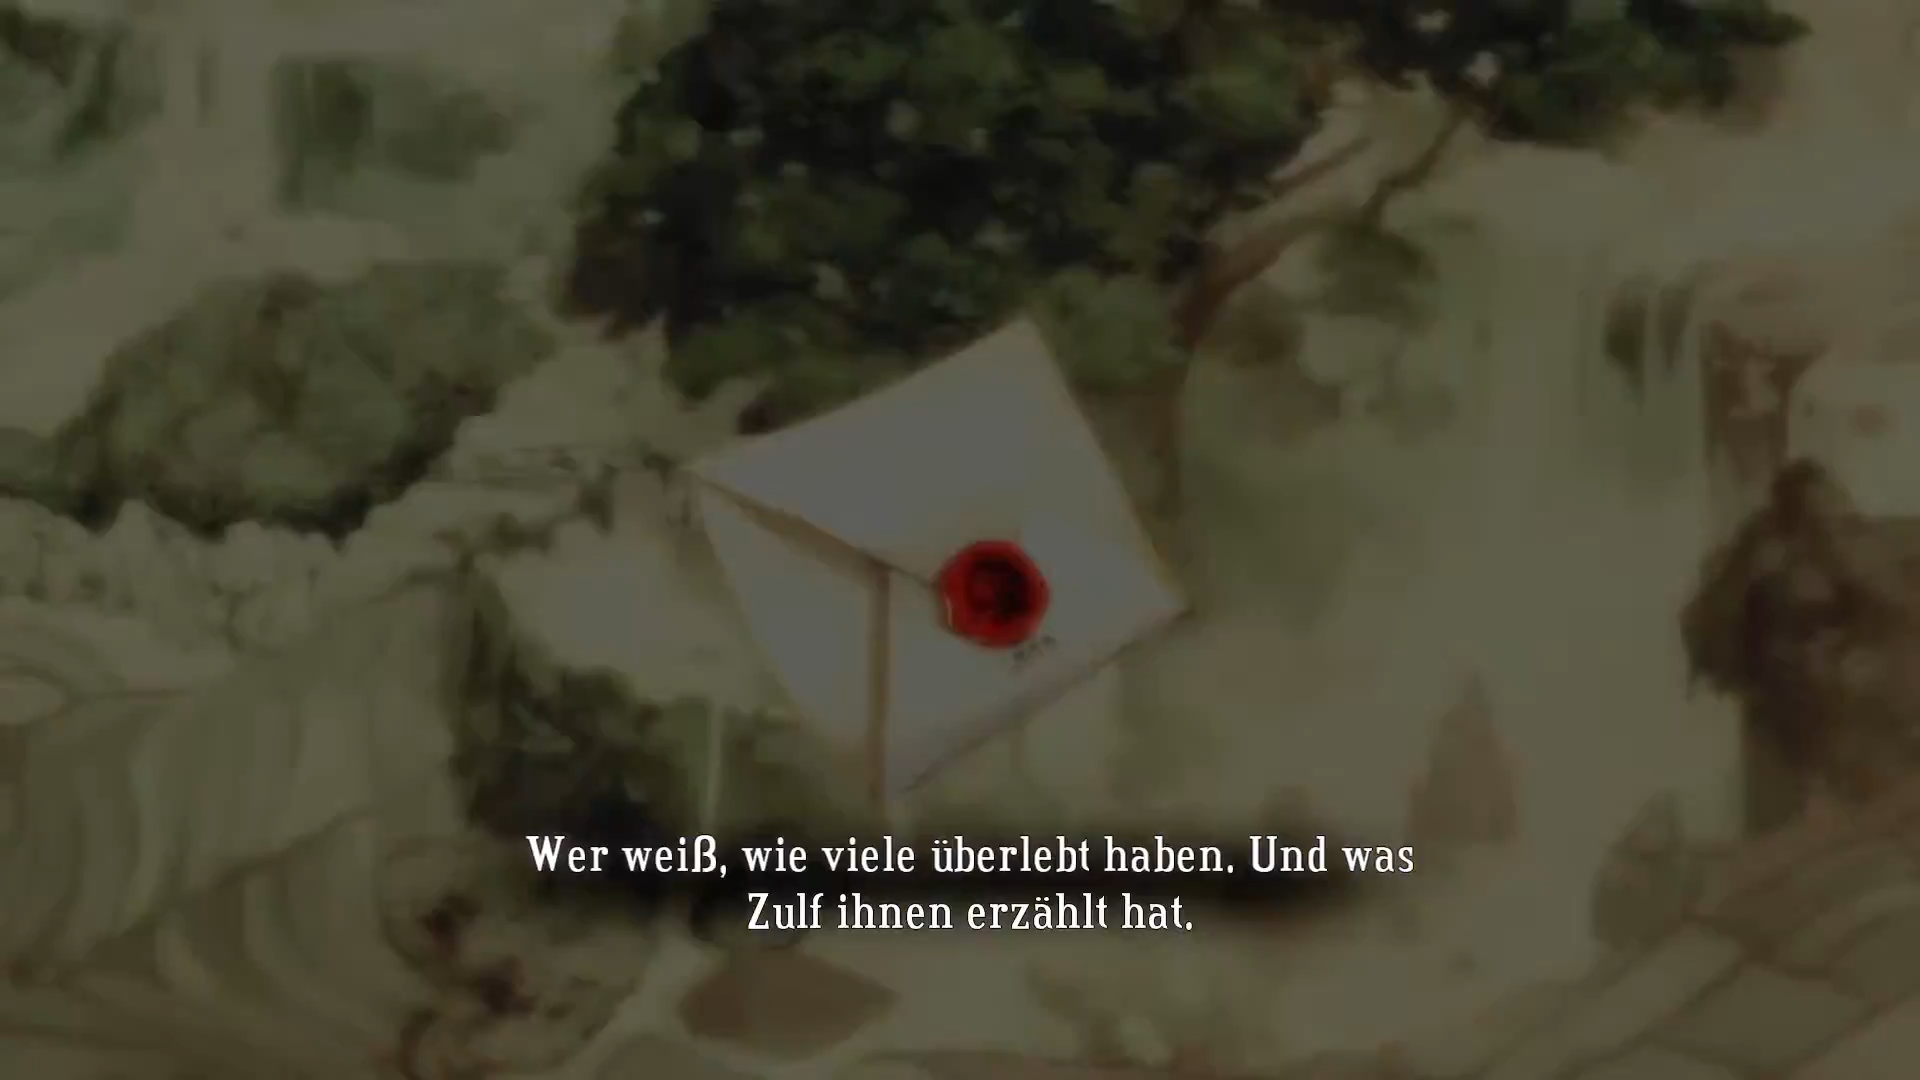 Wer weiß, wie viele überlebt haben. Und was
Zulf ihnen erzählt hat.